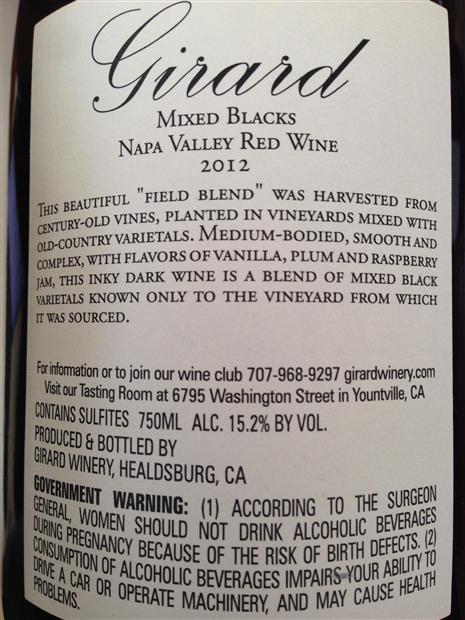 Girard
Mixed Blacks
Napa Valley Red Wine
2012
This beautiful "field blend" was harvested from
century-old vines, planted in vineyards mixed with
old-country varietals. Medium-bodied, smooth and
complex, with flavors of vanilla, plum and raspberry
jam, this inky dark wine is a blend of mixed black
varietals known only to the vineyard from which
it was sourced.
For information or to join our wine club 707-968-9297 girardwinery.com
Visit our Tasting Room at 6795 Washington Street in Yountville, CA
CONTAINS SULFITES 750ML ALC. 15.2% BY VOL.
PRODUCED & BOTTLED BY
GIRARD WINERY, HEALDSBURG, CA
GOVERNMENT WARNING: (1) ACCORDING TO THE SURGEON
GENERAL, WOMEN SHOULD NOT DRINK ALCOHOLIC BEVERAGES
DURING PREGNANCY BECAUSE OF THE RISK OF BIRTH DEFECTS. (2)
CONSUMPTION OF ALCOHOLIC BEVERAGES IMPAIRS YOUR ABILITY TO
DRIVE A CAR OR OPERATE MACHINERY, AND MAY CAUSE HEALTH
PROBLEMS.